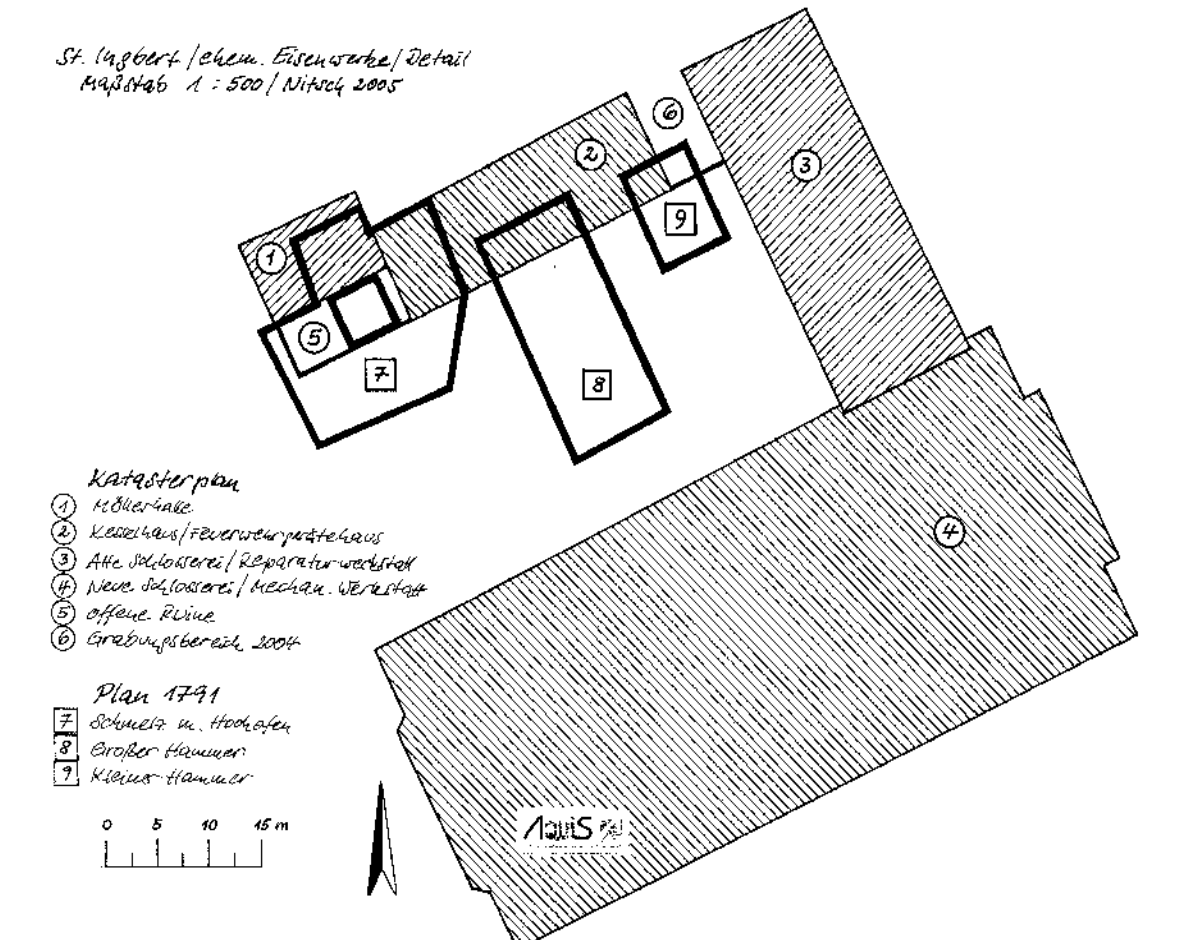 St. Ingbert / ehem. Eisenwerke / Detail
Maßstab 1 : 500 / Nitsch 2005
6
2
3
9
1
5
7
8
4
Katasterplan
1 Möllerhalle
2 Kesselhaus / Feuerwehrgerätehaus
3 Alte Schlosserei / Reparaturwerkstatt
4 Neue Schlosserei / Mechan. Werkstatt
5 offene Ruine
6 Grabungsbereich 2004
Plan 1791
7 Schmelz m. Hochofen
8 Großer Hammer
9 Kleiner Hammer
0 5 10 15 m